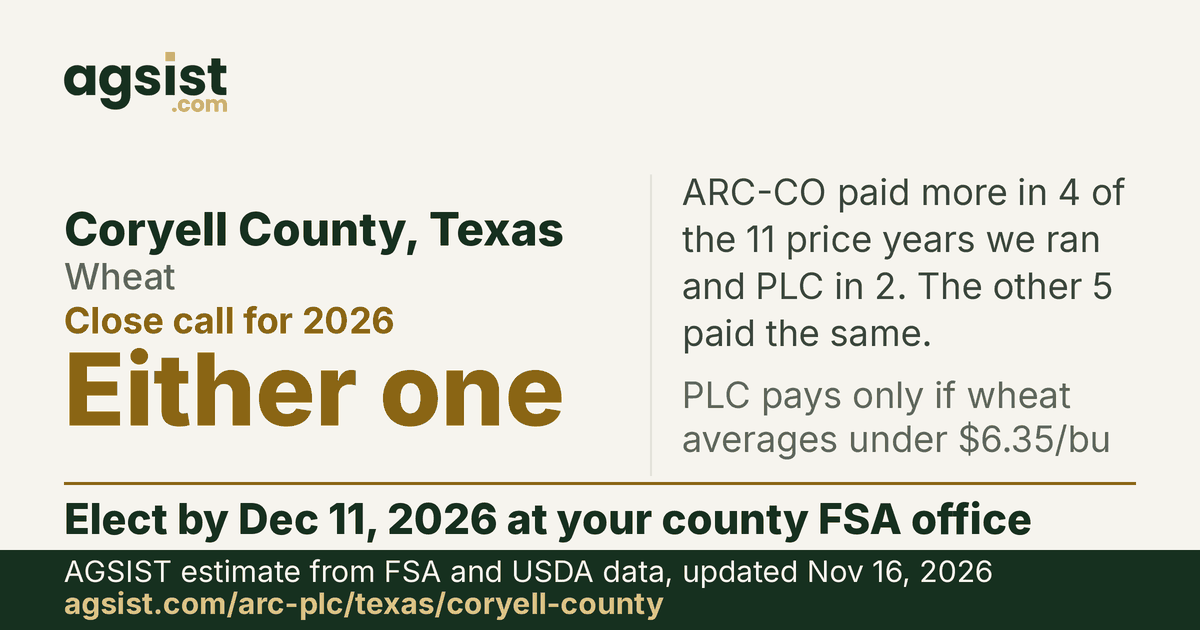 agsist
.com
Coryell County, Texas
Wheat
Close call for 2026
Either one
ARC-CO paid more in 4 of
the 11 price years we ran
and PLC in 2. The other 5
paid the same.
PLC pays only if wheat
averages under $6.35/bu
Elect by Dec 11, 2026 at your county FSA office
AGSIST estimate from FSA and USDA data, updated Nov 16, 2026
agsist.com/arc-plc/texas/coryell-county